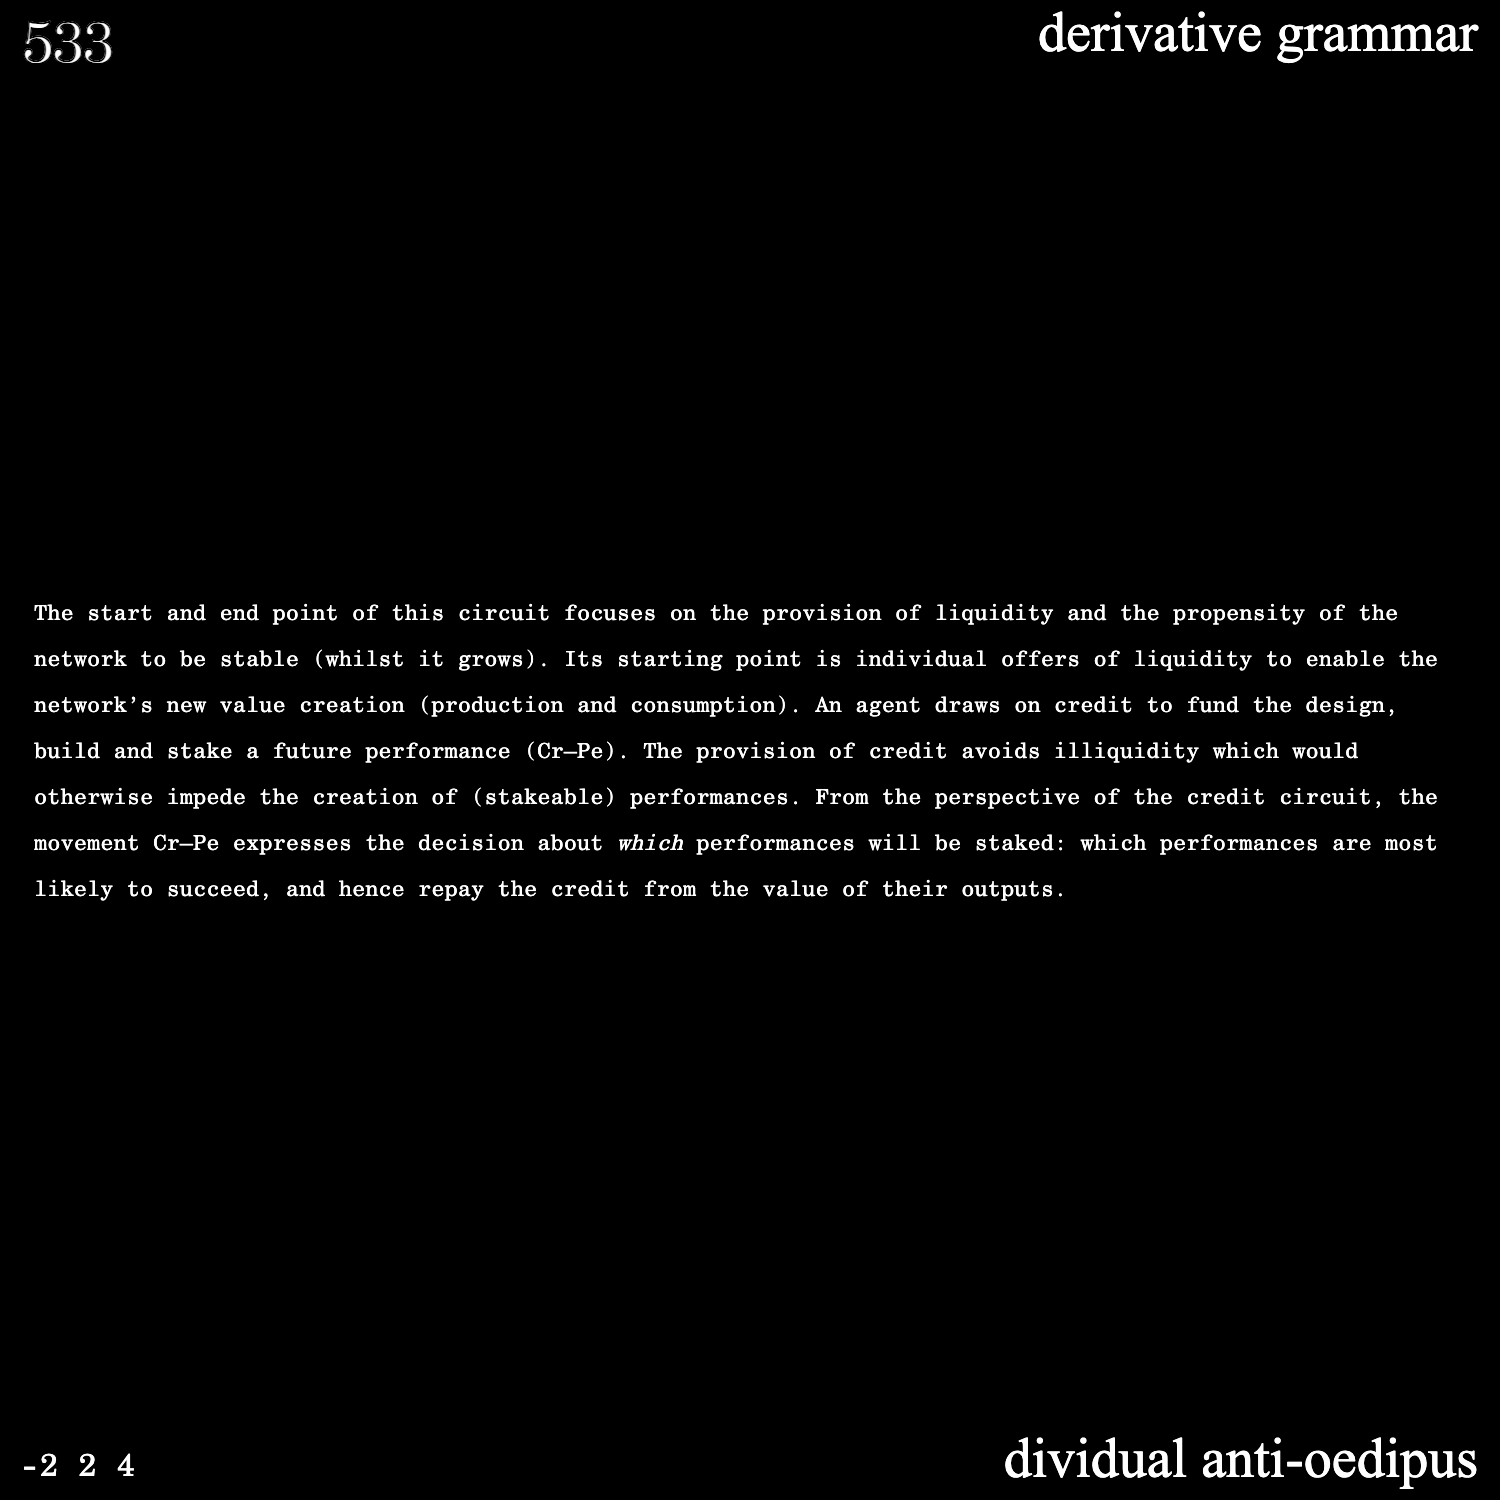 533
derivative grammar
The start and end point of this circuit focuses on the provision of liquidity and the propensity of the
network to be stable (whilst it grows). Its starting point is individual offers of liquidity to enable the
network’s new value creation (production and consumption). An agent draws on credit to fund the design,
build and stake a future performance (Cr—Pe). The provision of credit avoids illiquidity which would
otherwise impede the creation of (stakeable) performances. From the perspective of the credit circuit, the
movement Cr—Pe expresses the decision about which performances will be staked: which performances are most
likely to succeed, and hence repay the credit from the value of their outputs.
-2 2 4
dividual anti-oedipus